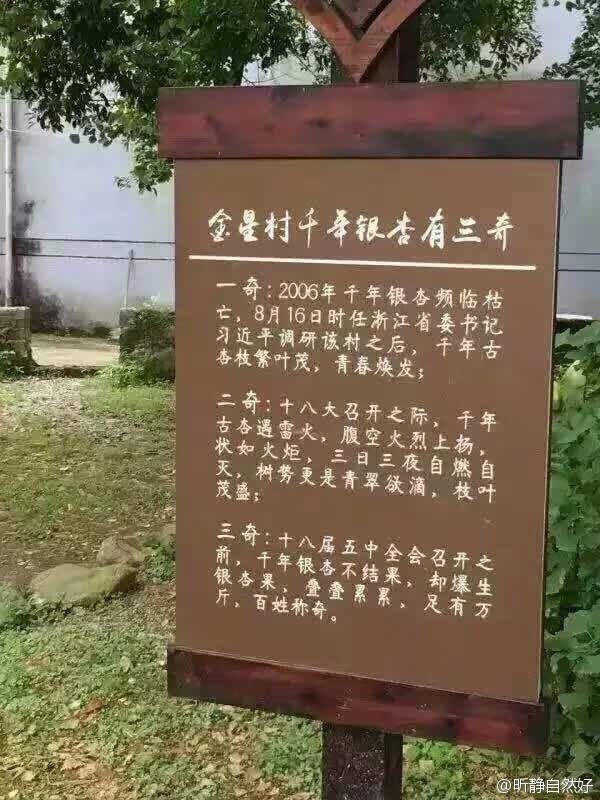 金星村千年银杏有三奇
一奇：2006年千年银杏频临枯
亡，8月16日时任浙江省委书记
习近平调研该村之后，千年古
杏枝繁叶茂，青春焕发；
二奇：十八大召开之际，千年
古杏遇雷火，腹空火烈上扬，
状如火炬，三日三夜自燃自
灭，树势更是青翠欲滴，枝叶
茂盛；
三奇：十八届五中全会召开之
前，千年银杏不结果，却爆生
银杏果，叠叠累累，足有万
斤，百姓称奇。
@昕静自然好